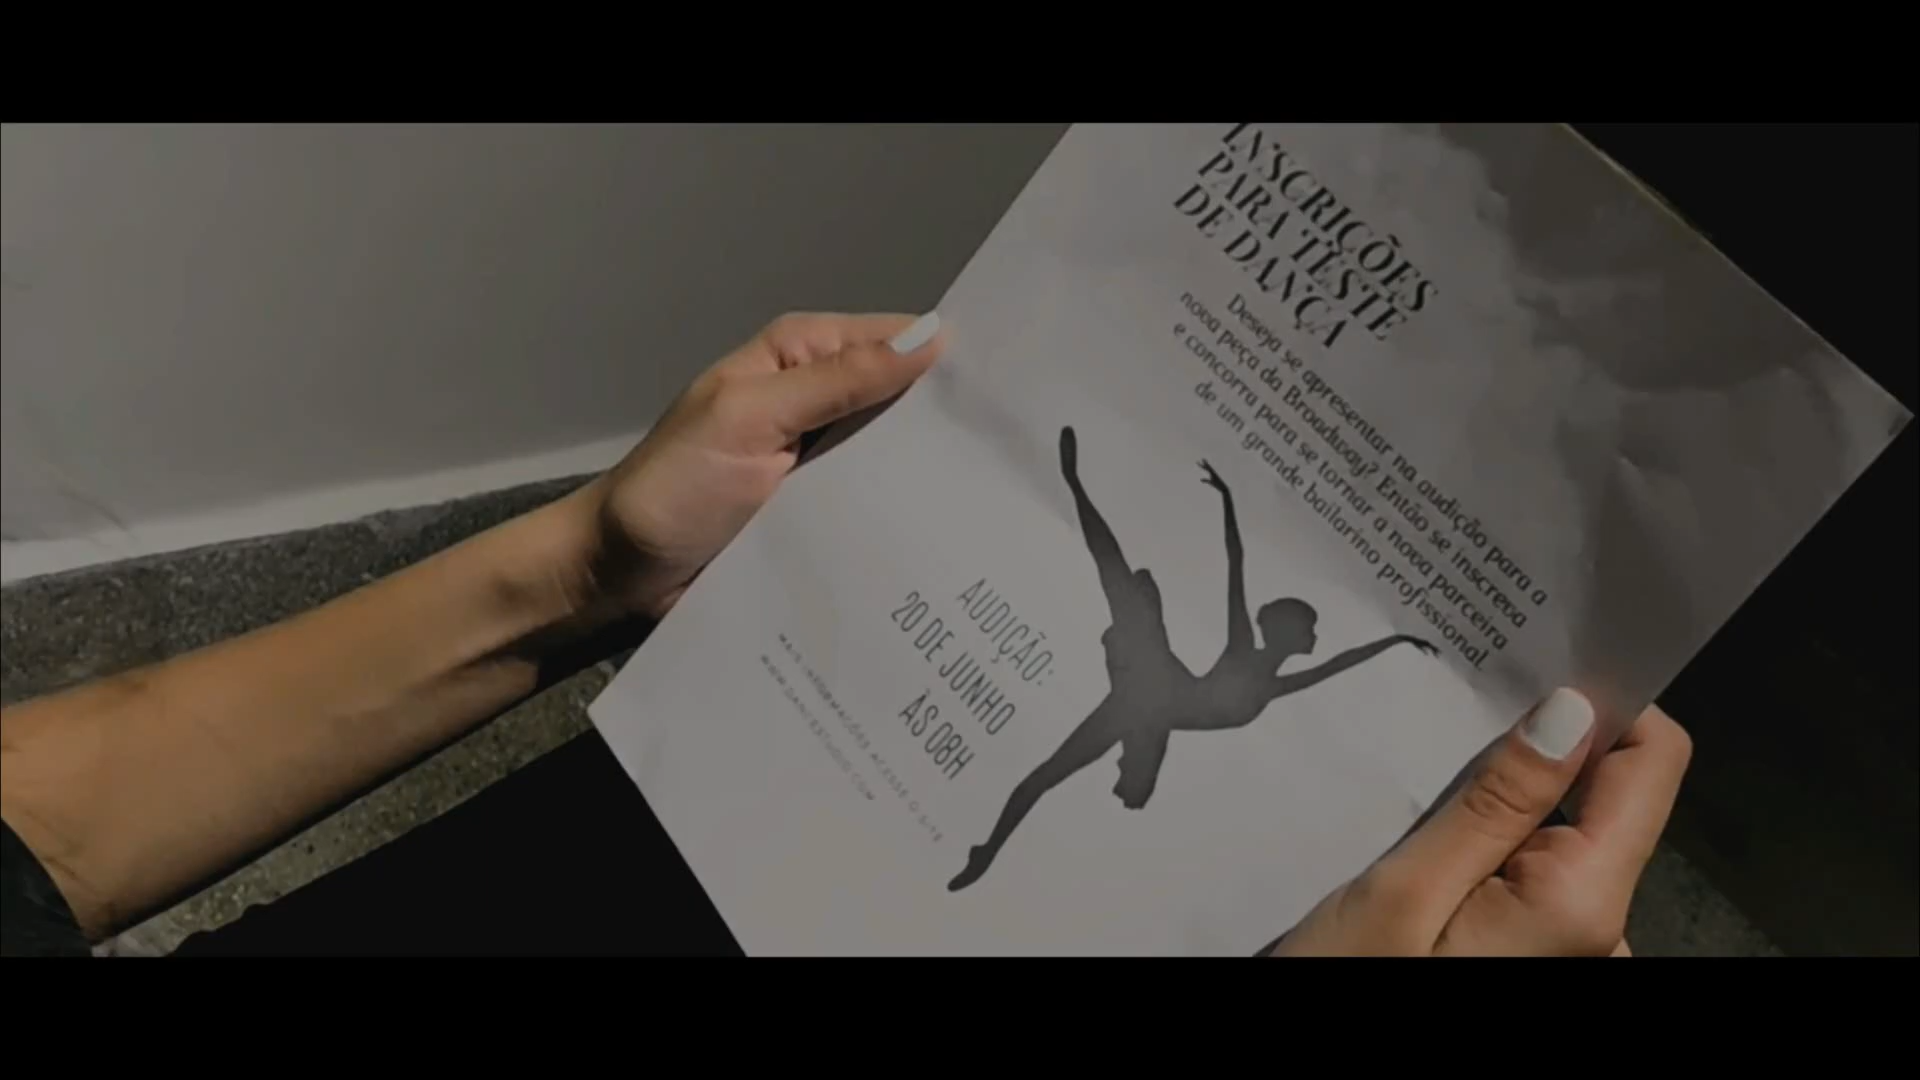 INSCRIÇÕES
PARA TESTE
DE DANÇA
Deseja se apresentar na audição para a
nova peça da Broadway? Então se inscreva
e concorra para se tornar a nova parceira
de um grande bailarino profissional.
AUDIÇÃO:
20 DE JUNHO
ÀS 08H
MAIS INFORMAÇÕES ACESSE O SITE
WWW.DANCESTUDIO.COM